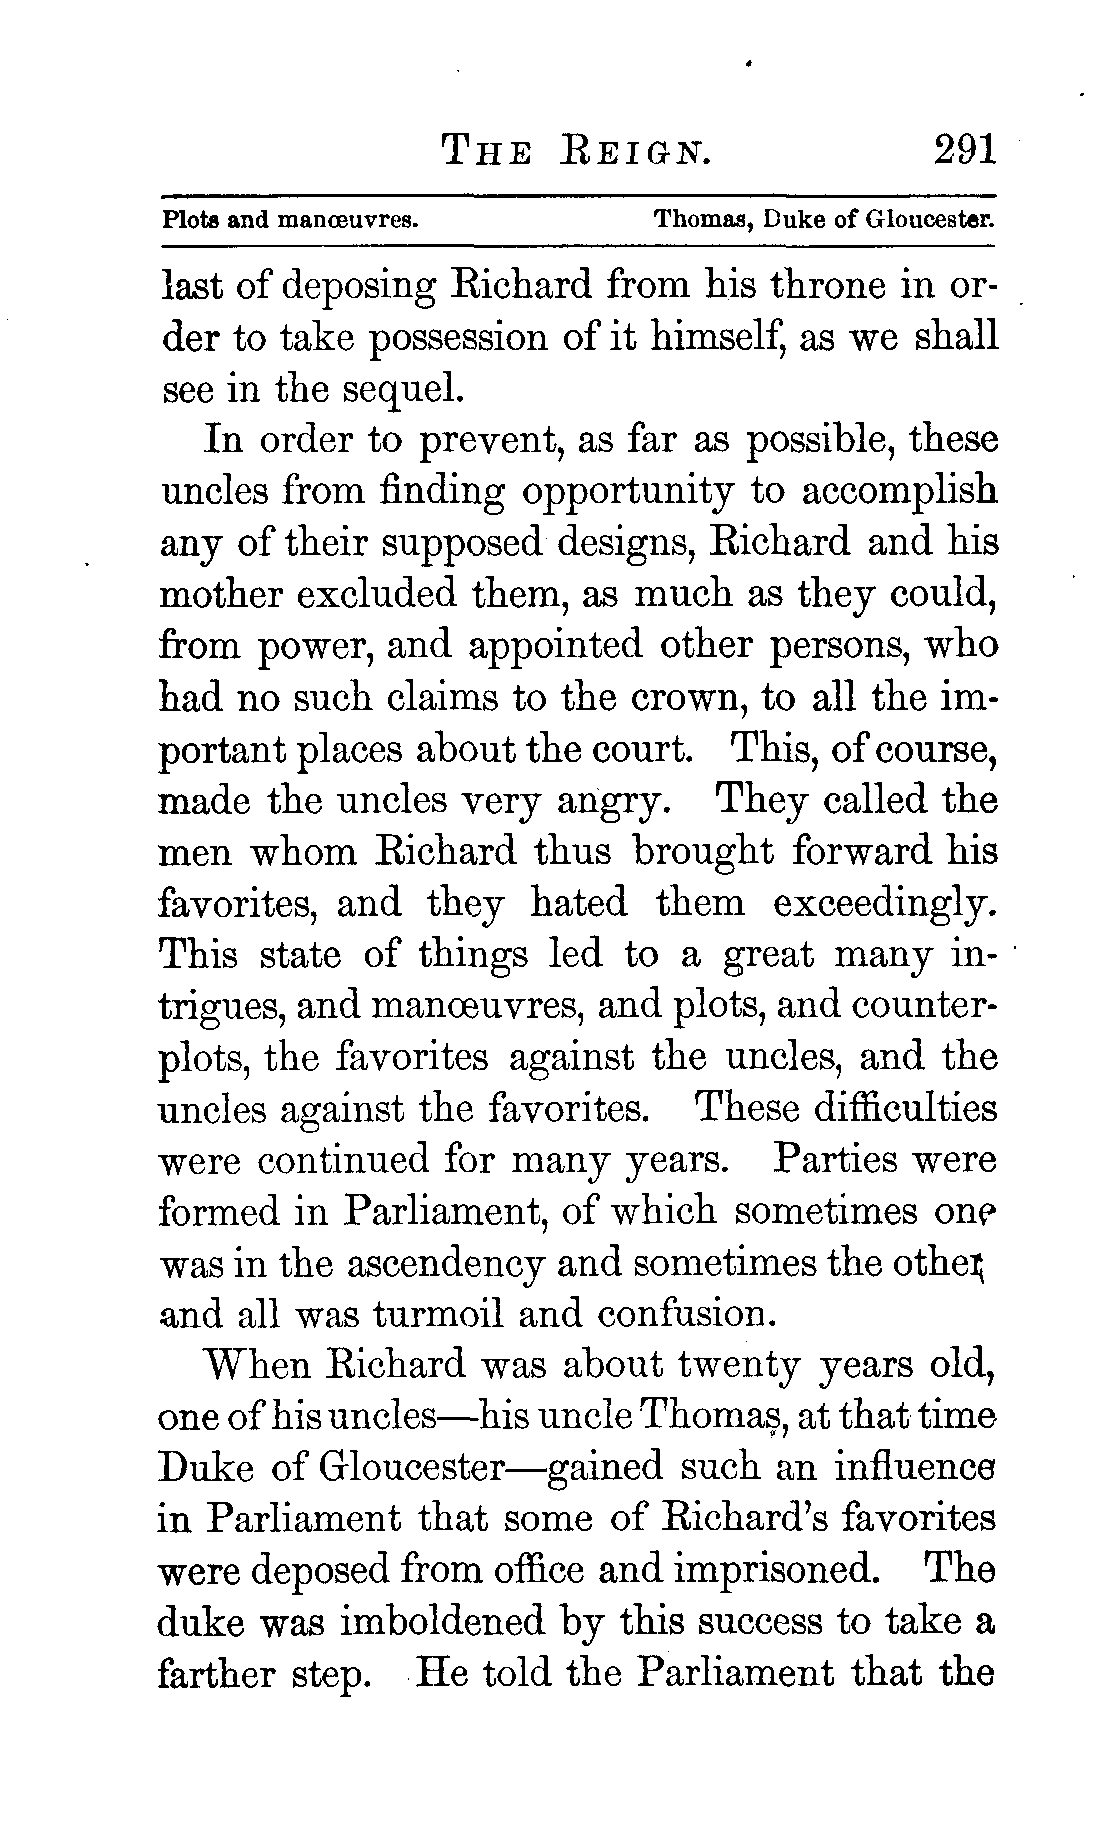 THE REIGN. 291
Plots and manœuvres. Thomas, Duke of Gloucester.
last of deposing Richard from his throne in or-
der to take possession of it himself, as we shall
see in the sequel.
In order to prevent, as far as possible, these
uncles from finding opportunity to accomplish
any of their supposed designs, Richard and his
mother excluded them, as much as they could,
from power, and appointed other persons, who
had no such claims to the crown, to all the im-
portant places about the court. This, of course,
made the uncles very angry. They called the
men whom Richard thus brought forward his
favorites, and they hated them exceedingly.
This state of things led to a great many in-
trigues, and manœuvres, and plots, and counter-
plots, the favorites against the uncles, and the
uncles against the favorites. These difficulties
were continued for many years. Parties were
formed in Parliament, of which sometimes one
was in the ascendency and sometimes the other,
and all was turmoil and confusion.
When Richard was about twenty years old,
one of his uncles—his uncle Thomas, at that time
Duke of Gloucester—gained such an influence
in Parliament that some of Richard's favorites
were deposed from office and imprisoned. The
duke was imboldened by this success to take a
farther step. He told the Parliament that the